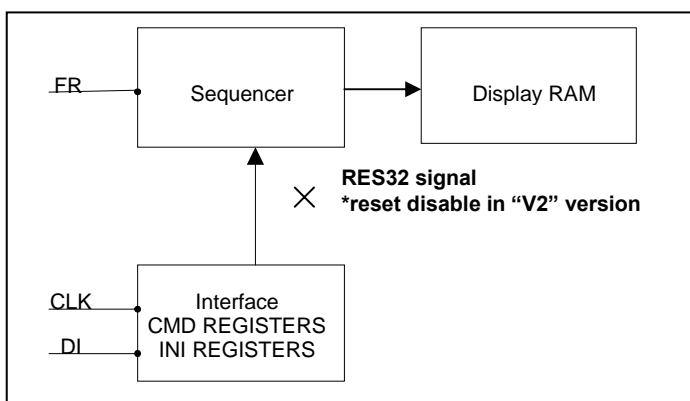 FR
Sequencer
Display RAM
RES32 signal
*reset disable in “V2” version
CLK
DI
Interface
CMD REGISTERS
INI REGISTERS